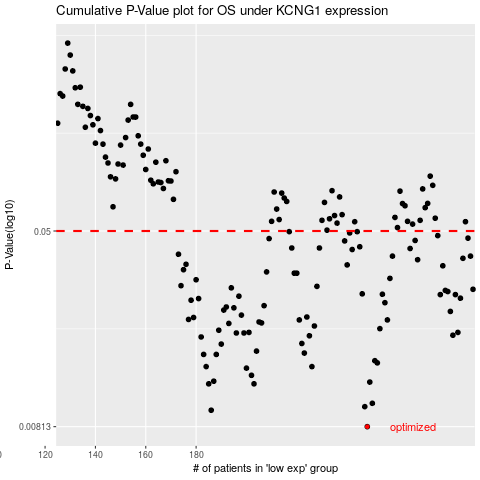 Cumulative P-Value plot for OS under KCNG1 expression
P-Value(log10)
0.05
0.00813
optimized
0 120 140 160 180
# of patients in 'low exp' group